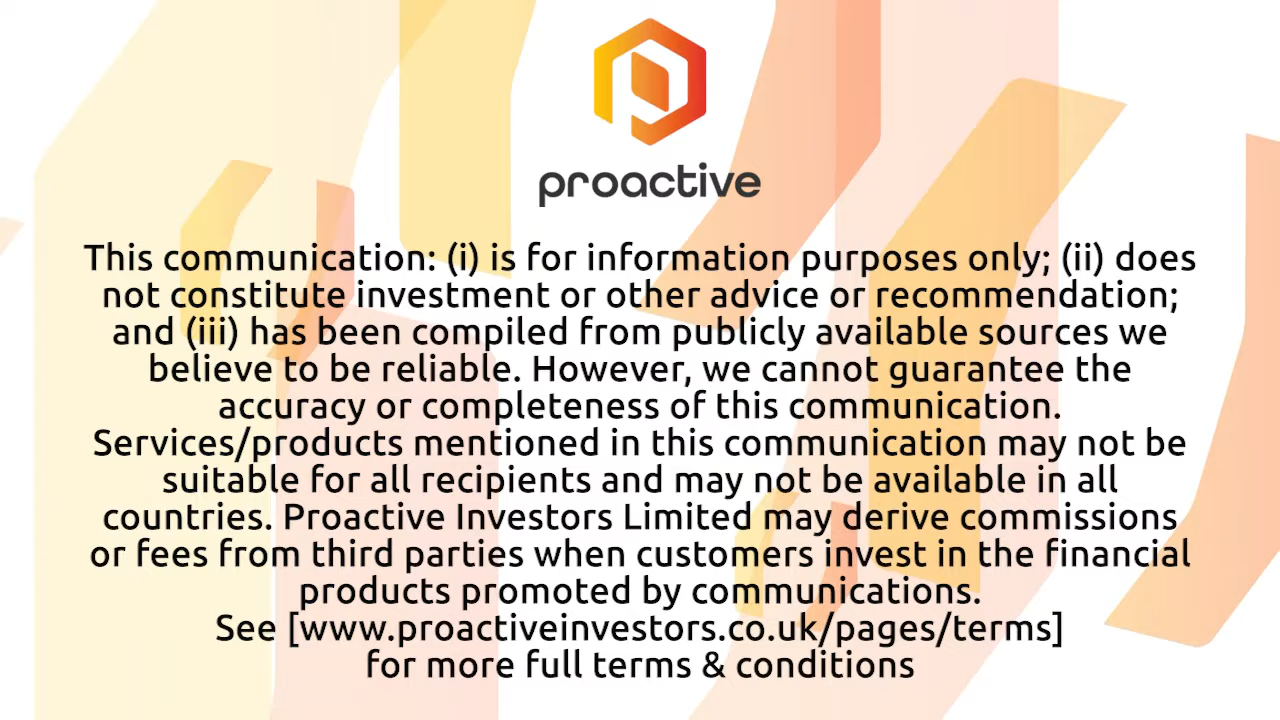 proactive
This communication: (i) is for information purposes only; (ii) does
not constitute investment or other advice or recommendation;
and (iii) has been compiled from publicly available sources we
believe to be reliable. However, we cannot guarantee the
accuracy or completeness of this communication.
Services/products mentioned in this communication may not be
suitable for all recipients and may not be available in all
countries. Proactive Investors Limited may derive commissions
or fees from third parties when customers invest in the financial
products promoted by communications.
See [www.proactiveinvestors.co.uk/pages/terms]
for more full terms & conditions